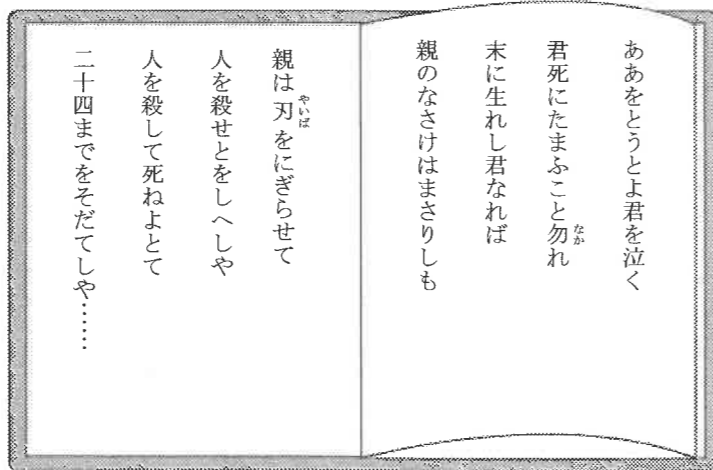 ああをとうとよ君を泣く
君死にたまふこと勿れ
末に生れし君なれば
親のなさけはまさりしも
親は刃をにぎらせて
人を殺せとをしへしや
人を殺して死ねよとて
二十四までをそだてしや……